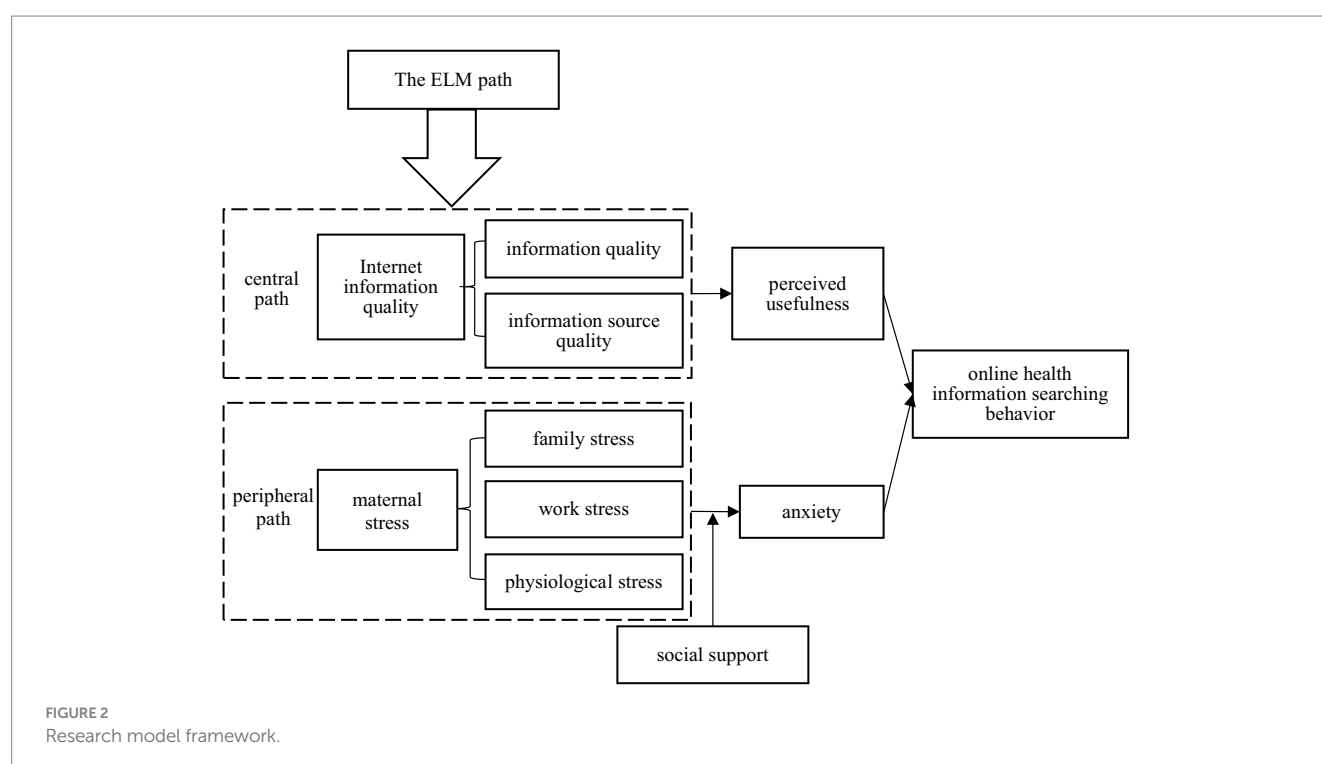 The ELM path
central
path
Internet
information
quality
information quality
information source
quality
perceived
usefulness
online health
information searching
behavior
peripheral
path
maternal
stress
family stress
work stress
physiological stress
anxiety
social support
FIGURE 2
Research model framework.